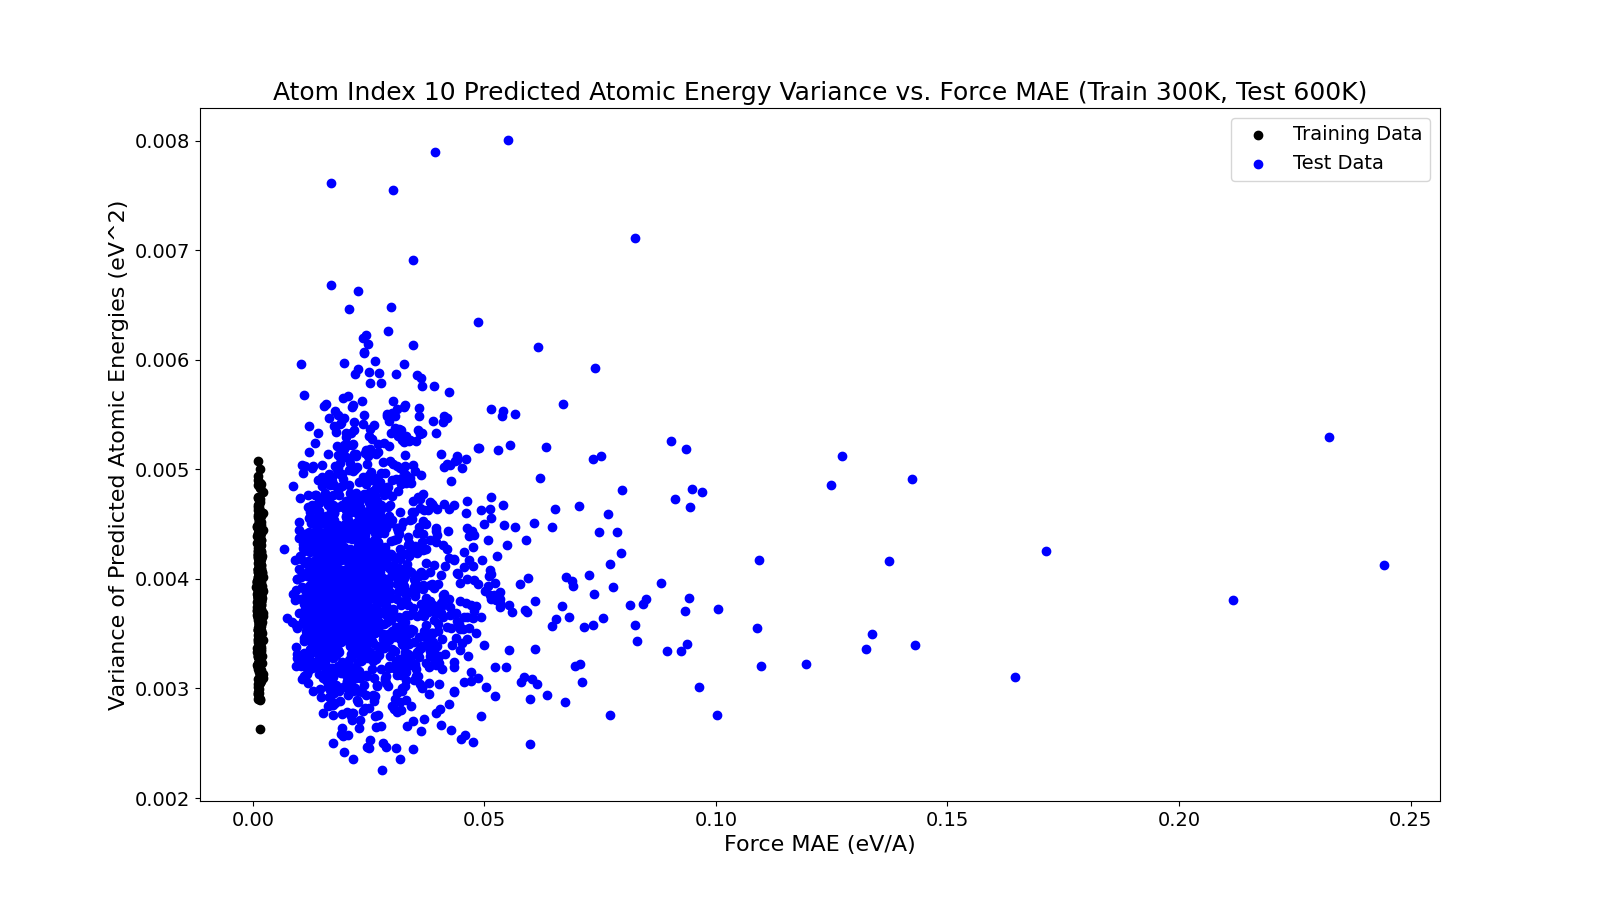 Atom Index 10 Predicted Atomic Energy Variance vs. Force MAE (Train 300K, Test 600K)
Training Data
Test Data
Variance of Predicted Atomic Energies (eV^2)
0.008
0.007
0.006
0.005
0.004
0.003
0.002
0.00 0.05 0.10 0.15 0.20 0.25
Force MAE (eV/A)